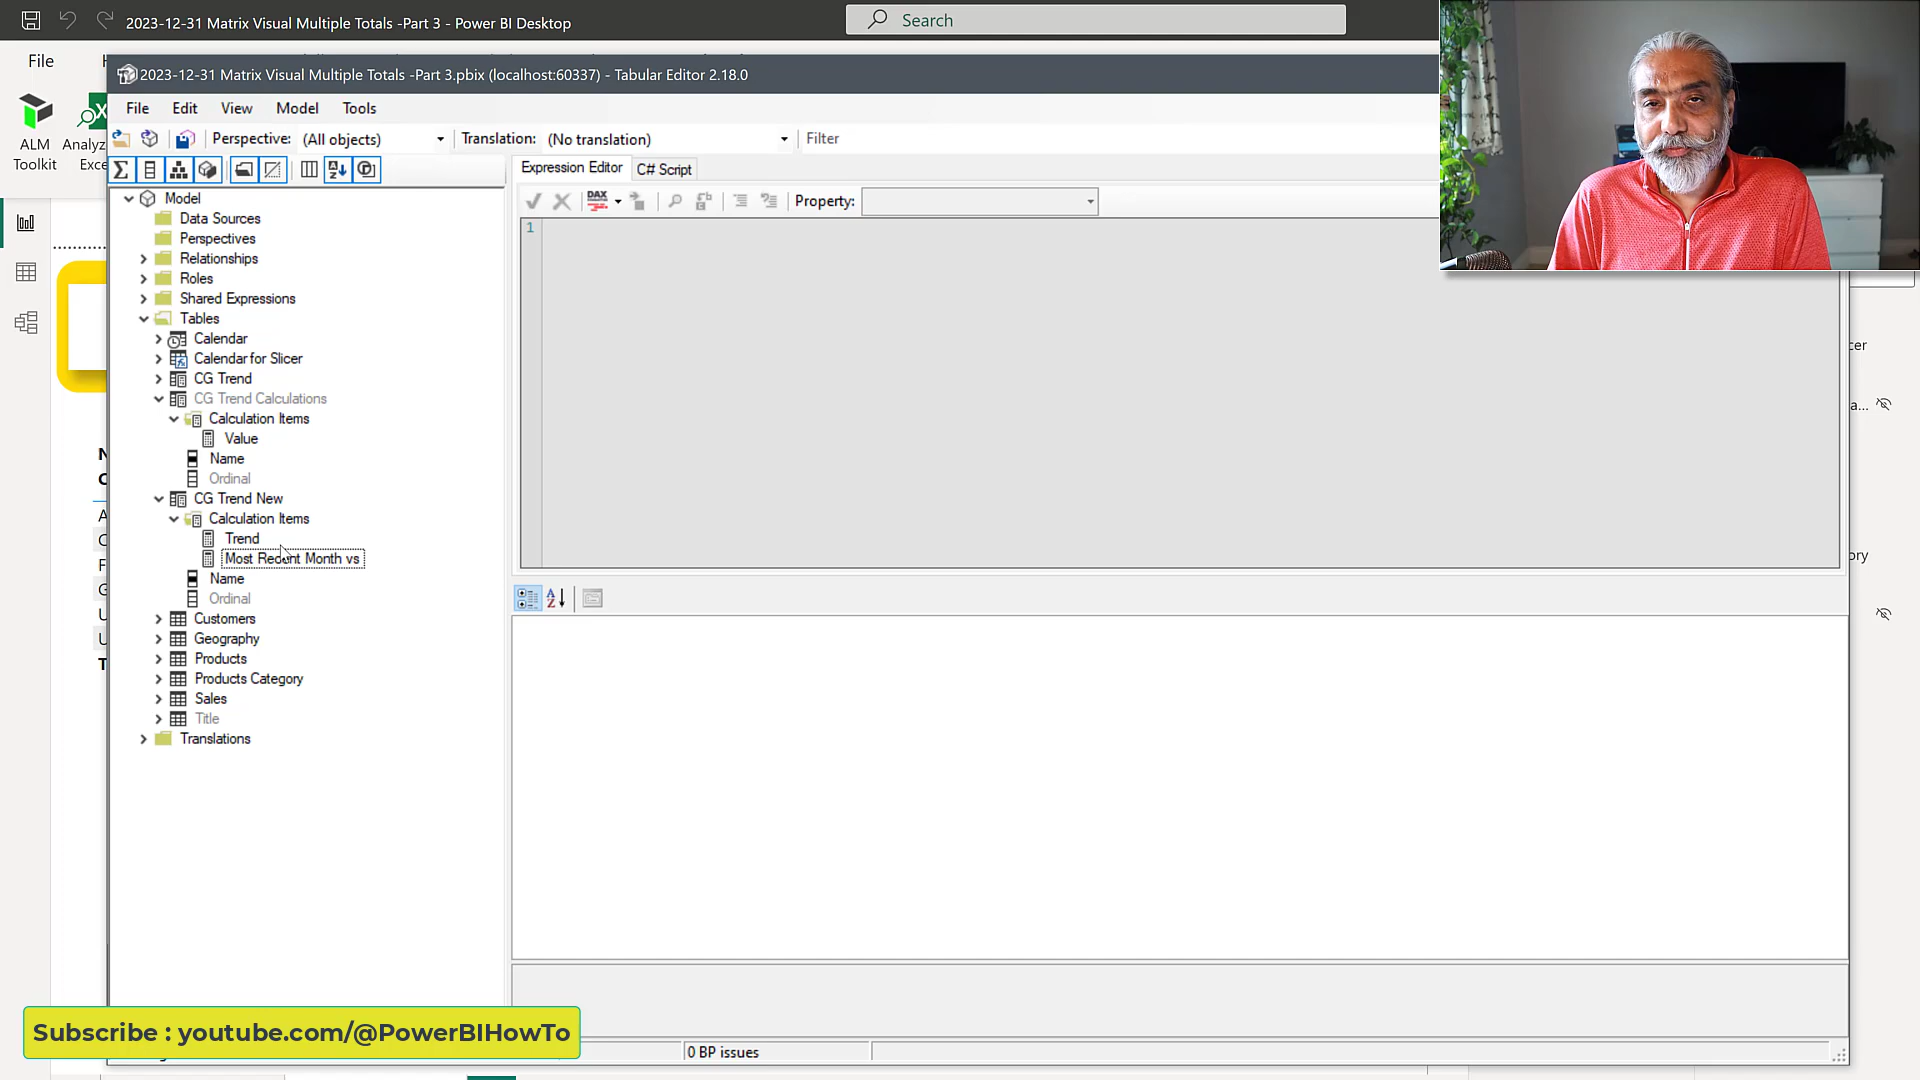 2023-12-31 Matrix Visual Multiple Totals -Part 3 - Power BI Desktop
Search
File
ALM
Toolkit
Analyz
Exce
2023-12-31 Matrix Visual Multiple Totals -Part 3.pbix (localhost:60337) - Tabular Editor 2.18.0
File Edit View Model Tools
Perspective: (All objects) Translation: (No translation) Filter
Expression Editor C# Script
DAX Property:
1
Model
Data Sources
Perspectives
Relationships
Roles
Shared Expressions
Tables
Calendar
Calendar for Slicer
CG Trend
CG Trend Calculations
Calculation Items
Value
Name
Ordinal
CG Trend New
Calculation Items
Trend
Most Recent Month vs
Name
Ordinal
Customers
Geography
Products
Products Category
Sales
Title
Translations
N
C
A
C
F
G
U
U
T
cer
a...
ory
Subscribe : youtube.com/@PowerBIHowTo
0 BP issues